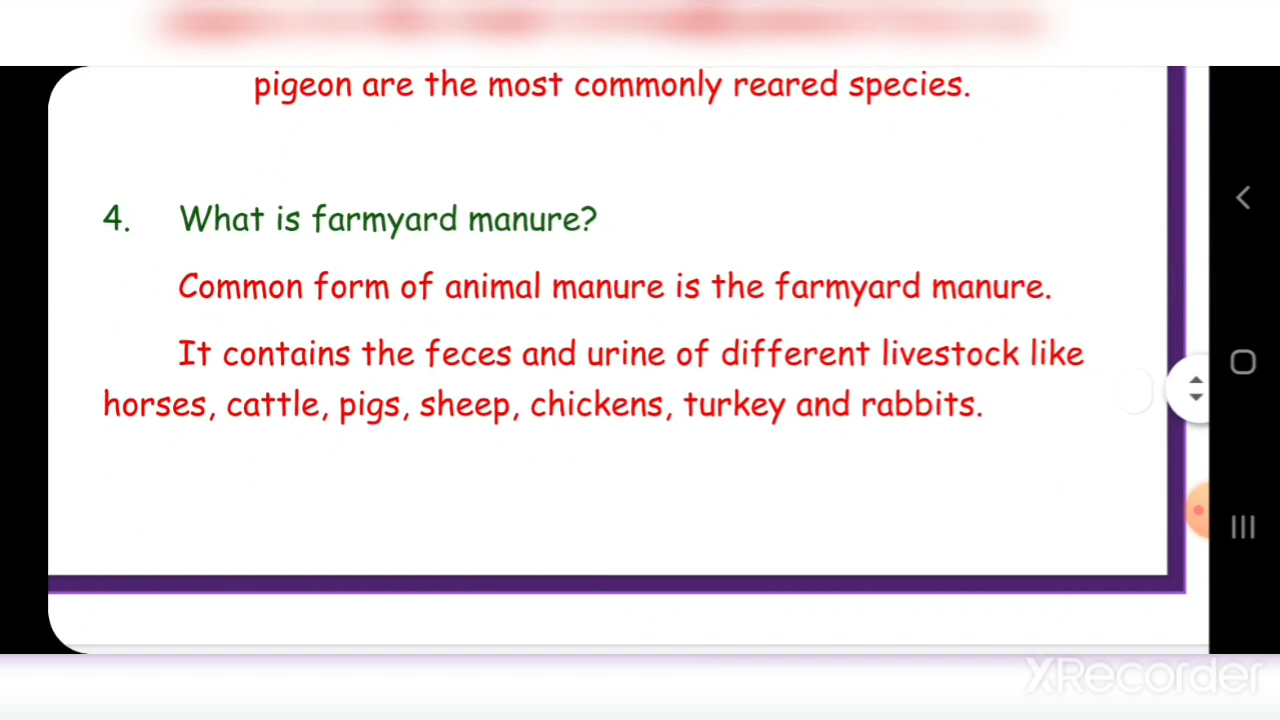 pigeon are the most commonly reared species.
4. What is farmyard manure?
Common form of animal manure is the farmyard manure.
It contains the feces and urine of different livestock like
horses, cattle, pigs, sheep, chickens, turkey and rabbits.
XRecorder